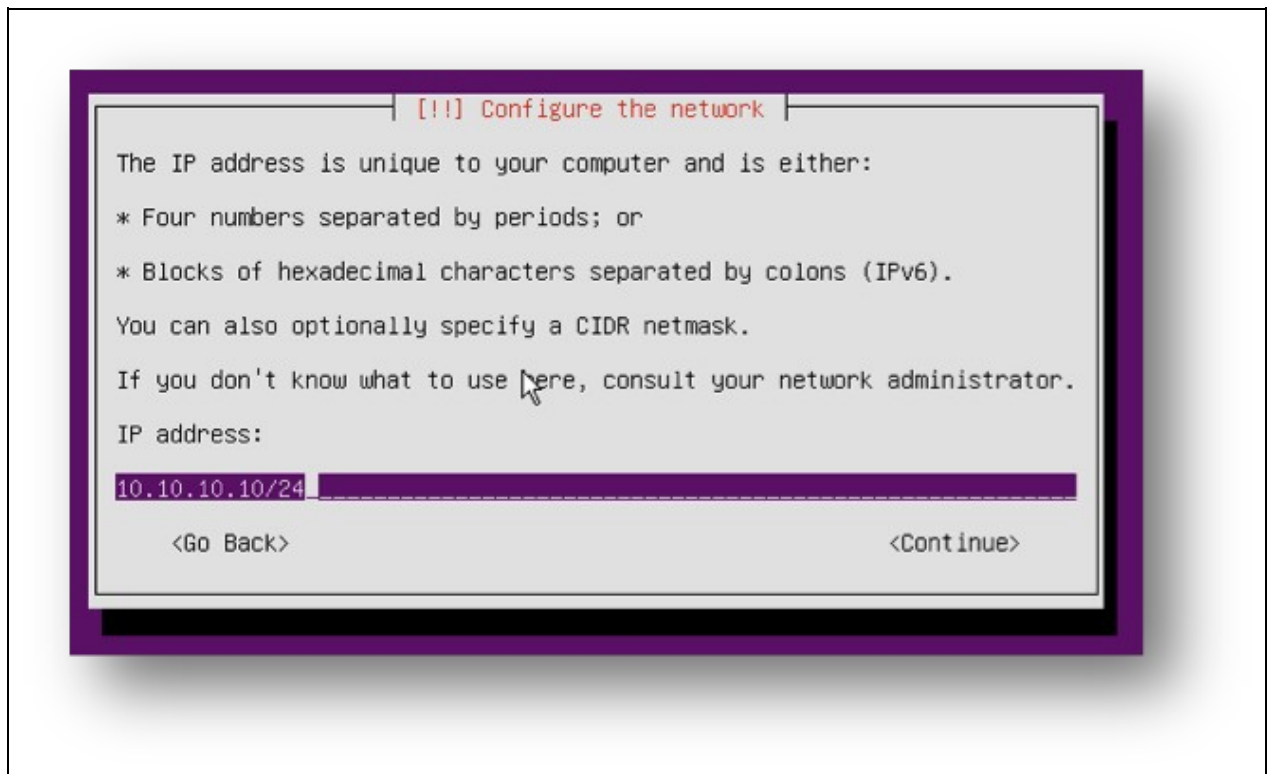 [!!] Configure the network
The IP address is unique to your computer and is either:
* Four numbers separated by periods; or
* Blocks of hexadecimal characters separated by colons (IPv6).
You can also optionally specify a CIDR netmask.
If you don't know what to use here, consult your network administrator.
IP address:
10.10.10.10/24
<Go Back> <Continue>